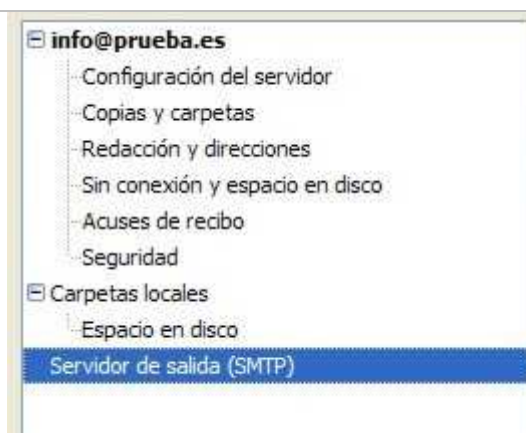 info@prueba.es
Configuración del servidor
Copias y carpetas
Redacción y direcciones
Sin conexión y espacio en disco
Acuses de recibo
Seguridad
Carpetas locales
Espacio en disco
Servidor de salida (SMTP)